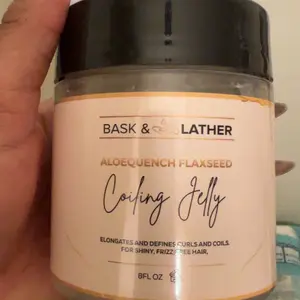 BASK & LATHER
ALOEQUENCH FLAXSEED
Coiling Jelly
ELONGATES AND DEFINES CURLS AND COILS.
FOR SHINY, FRIZZ-FREE HAIR,
8FL OZ